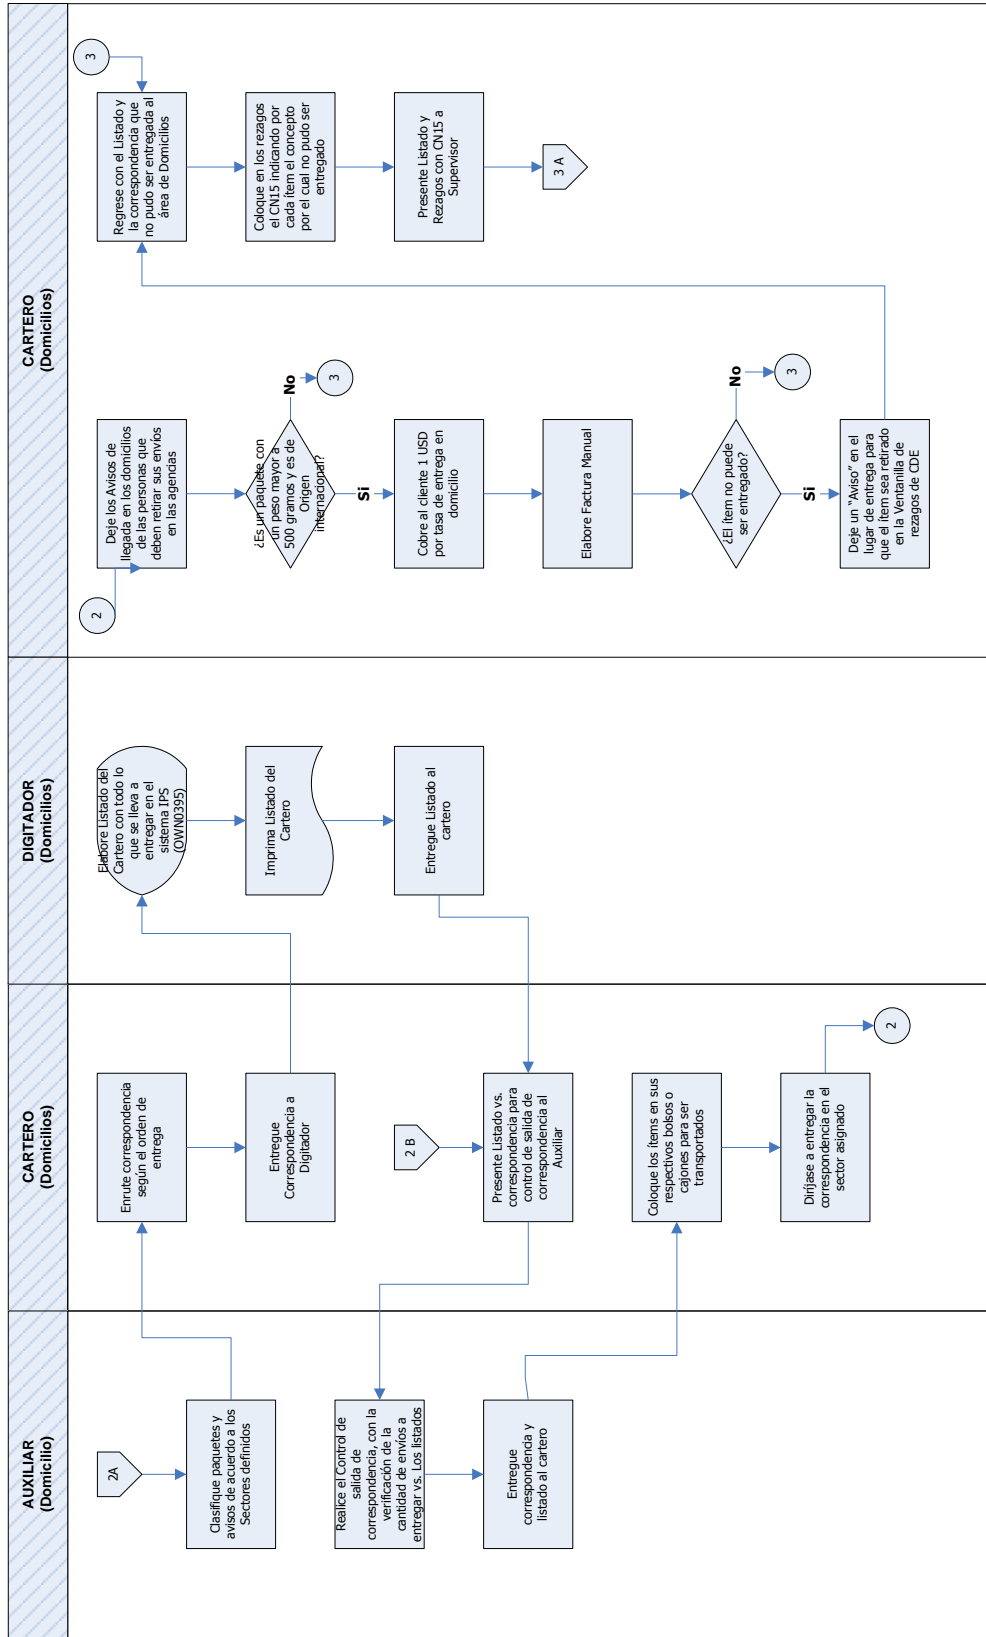 AUXILIAR
(Domicilio)
CARTERO
(Domicilios)
DIGITADOR
(Domicilios)
CARTERO
(Domicilios)
2A
Clasifique paquetes y
avisos de acuerdo a los
Sectores definidos
Realice el Control de
salida de
correspondencia, con la
verificación de la
cantidad de envíos a
entregar vs. Los listados
Entregue
correspondencia y
listado al cartero
Enrute correspondencia
según el orden de
entrega
Entregue
Correspondencia a
Digitador
2 B
Presente Listado vs.
correspondencia para
control de salida de
correspondencia al
Auxiliar
Coloque los ítems en sus
respectivos bolsos o
cajones para ser
transportados
Diríjase a entregar la
correspondencia en el
sector asignado
2
Elabore Listado del
Cartero con todo lo
que se lleva a
entregar en el
sistema IPS
(OWN0395)
Imprima Listado del
Cartero
Entregue Listado al
cartero
2
Deje los Avisos de
llegada en los domicilios
de las personas que
deben retirar sus envíos
en las agencias
¿Es un paquete con
un peso mayor a
500 gramos y es de
Origen
internacional?
No
3
Si
Cobre al cliente 1 USD
por tasa de entrega en
domicilio
Elabore Factura Manual
¿El ítem no puede
ser entregado?
No
3
Si
Deje un "Aviso" en el
lugar de entrega para
que el ítem sea retirado
en la Ventanilla de
rezagos de CDE
3
Regrese con el Listado y
la correspondencia que
no pudo ser entregada al
área de Domicilios
Coloque en los rezagos
el CN15 indicando por
cada ítem el concepto
por el cual no pudo ser
entregado
Presente Listado y
Rezagos con CN15 a
Supervisor
3 A